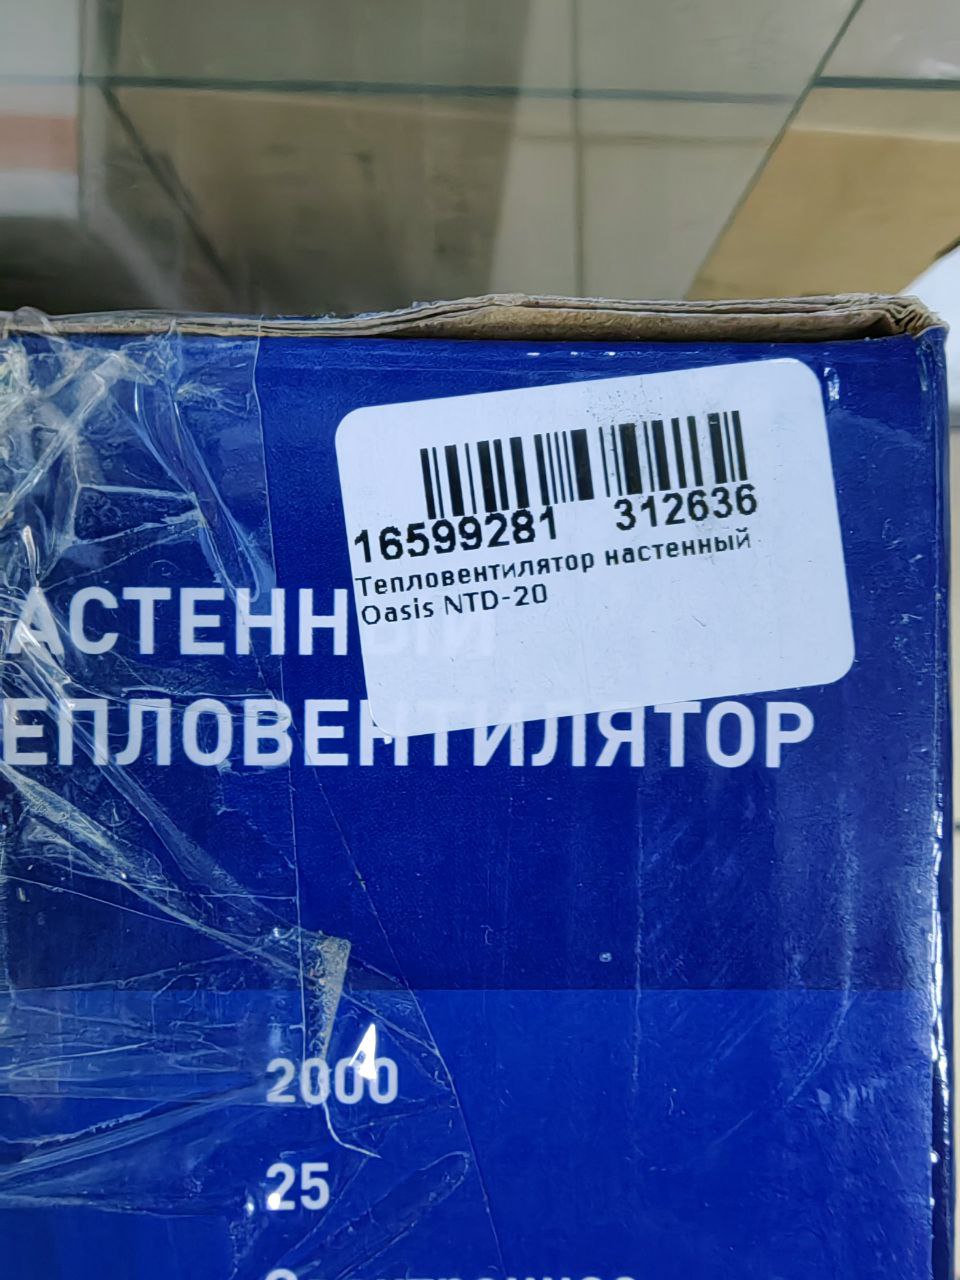 16599281 312636
Тепловентилятор настенный
Oasis NTD-20
АСТЕННЫЙ
ЕПЛОВЕНТИЛЯТОР
2000
25